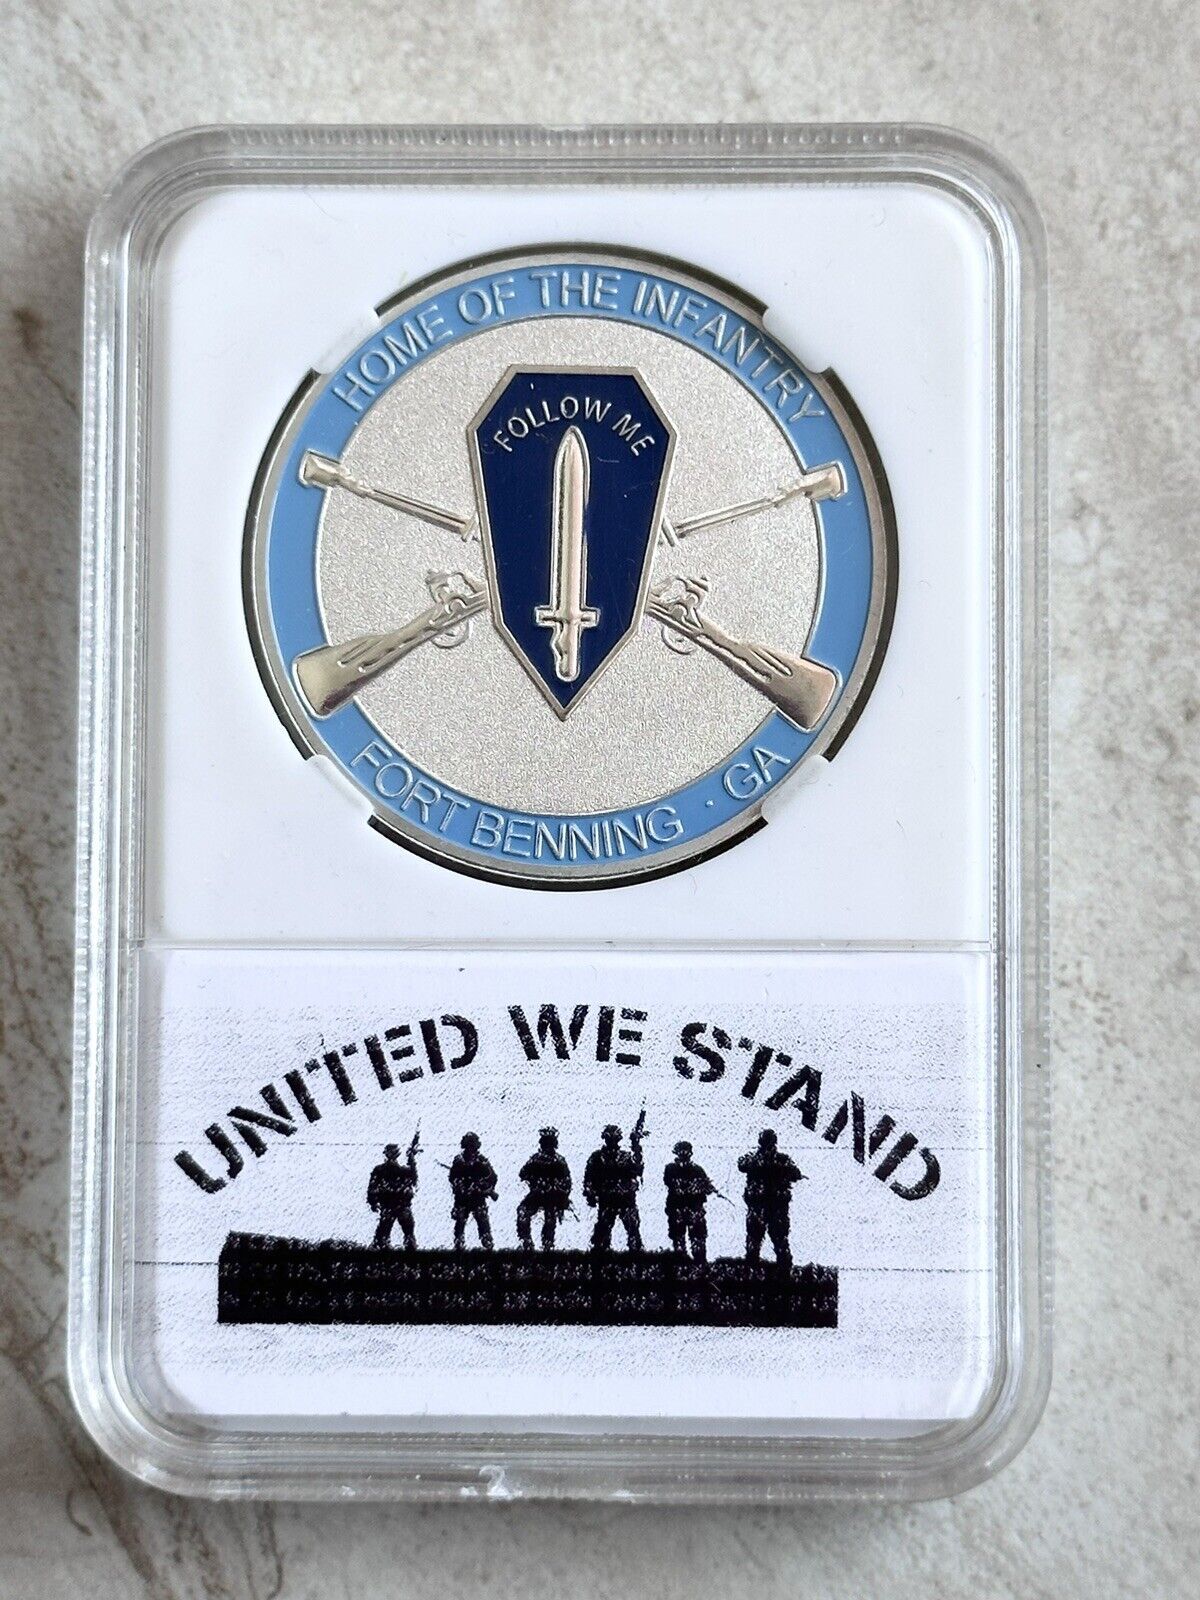 HOME OF THE INFANTRY
FOLLOW ME
FORT BENNING · GA
UNITED WE STAND